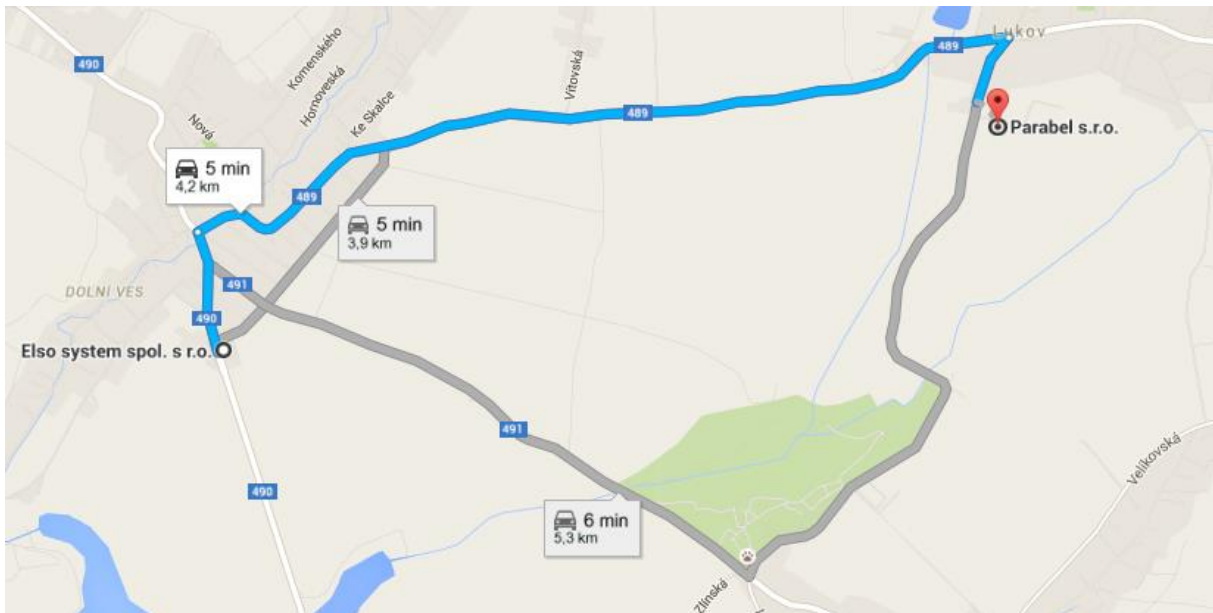 Lukov
489
490
Komenského
Hornoveská
Vítovská
Ke Skalce
489
Nová
Parabel s.r.o.
5 min
4,2 km
489
5 min
3,9 km
491
DOLNÍ VES
490
Elso system spol. s r.o.
491
Velíkovská
490
6 min
5,3 km
Zlínská